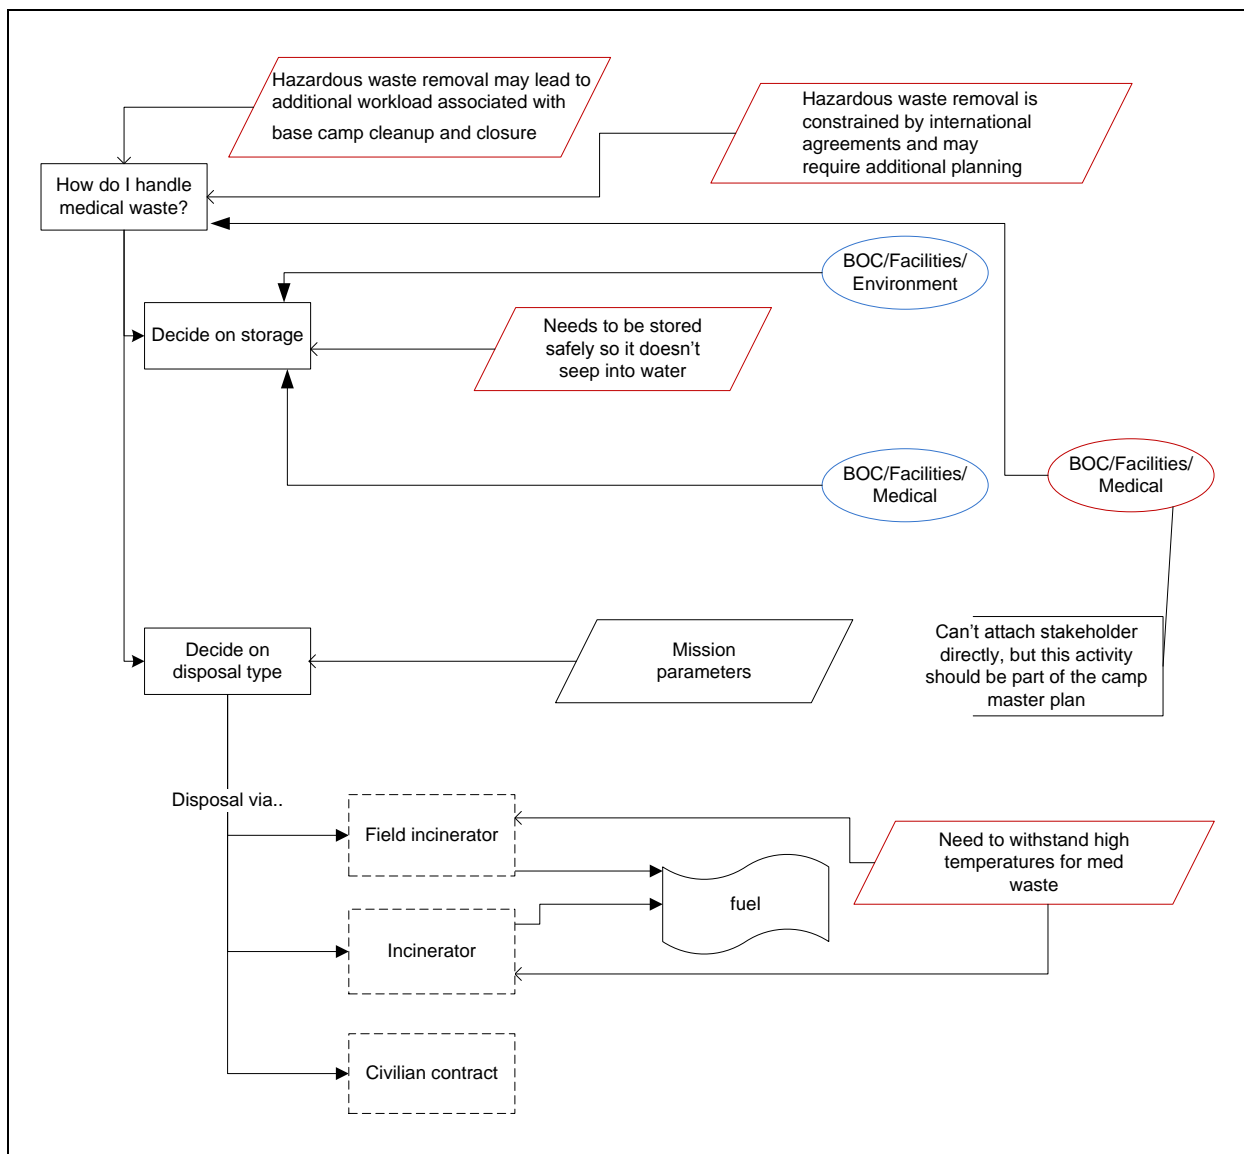 Hazardous waste removal may lead to
additional workload associated with
base camp cleanup and closure
Hazardous waste removal is
constrained by international
agreements and may
require additional planning
How do I handle
medical waste?
BOC/Facilities/
Environment
Decide on storage
Needs to be stored
safely so it doesn't
seep into water
BOC/Facilities/
Medical
BOC/Facilities/
Medical
Decide on
disposal type
Mission
parameters
Can't attach stakeholder
directly, but this activity
should be part of the camp
master plan
Disposal via..
Field incinerator
Need to withstand high
temperatures for med
waste
fuel
Incinerator
Civilian contract